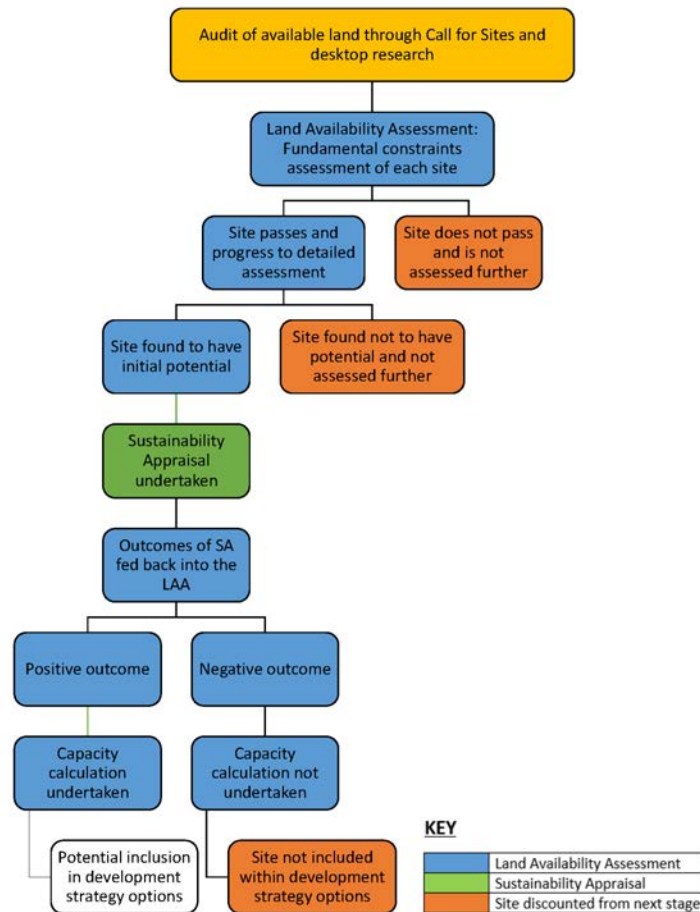 Audit of available land through Call for Sites and
desktop research
Land Availability Assessment:
Fundamental constraints
assessment of each site
Site passes and
progress to detailed
assessment
Site does not pass
and is not
assessed further
Site found to have
initial potential
Site found not to have
potential and not
assessed further
Sustainability
Appraisal
undertaken
Outcomes of SA
fed back into the
LAA
Positive outcome
Negative outcome
Capacity
calculation
undertaken
Capacity
calculation not
undertaken
Potential inclusion
in development
strategy options
Site not included
within development
strategy options
KEY
Land Availability Assessment
Sustainability Appraisal
Site discounted from next stage